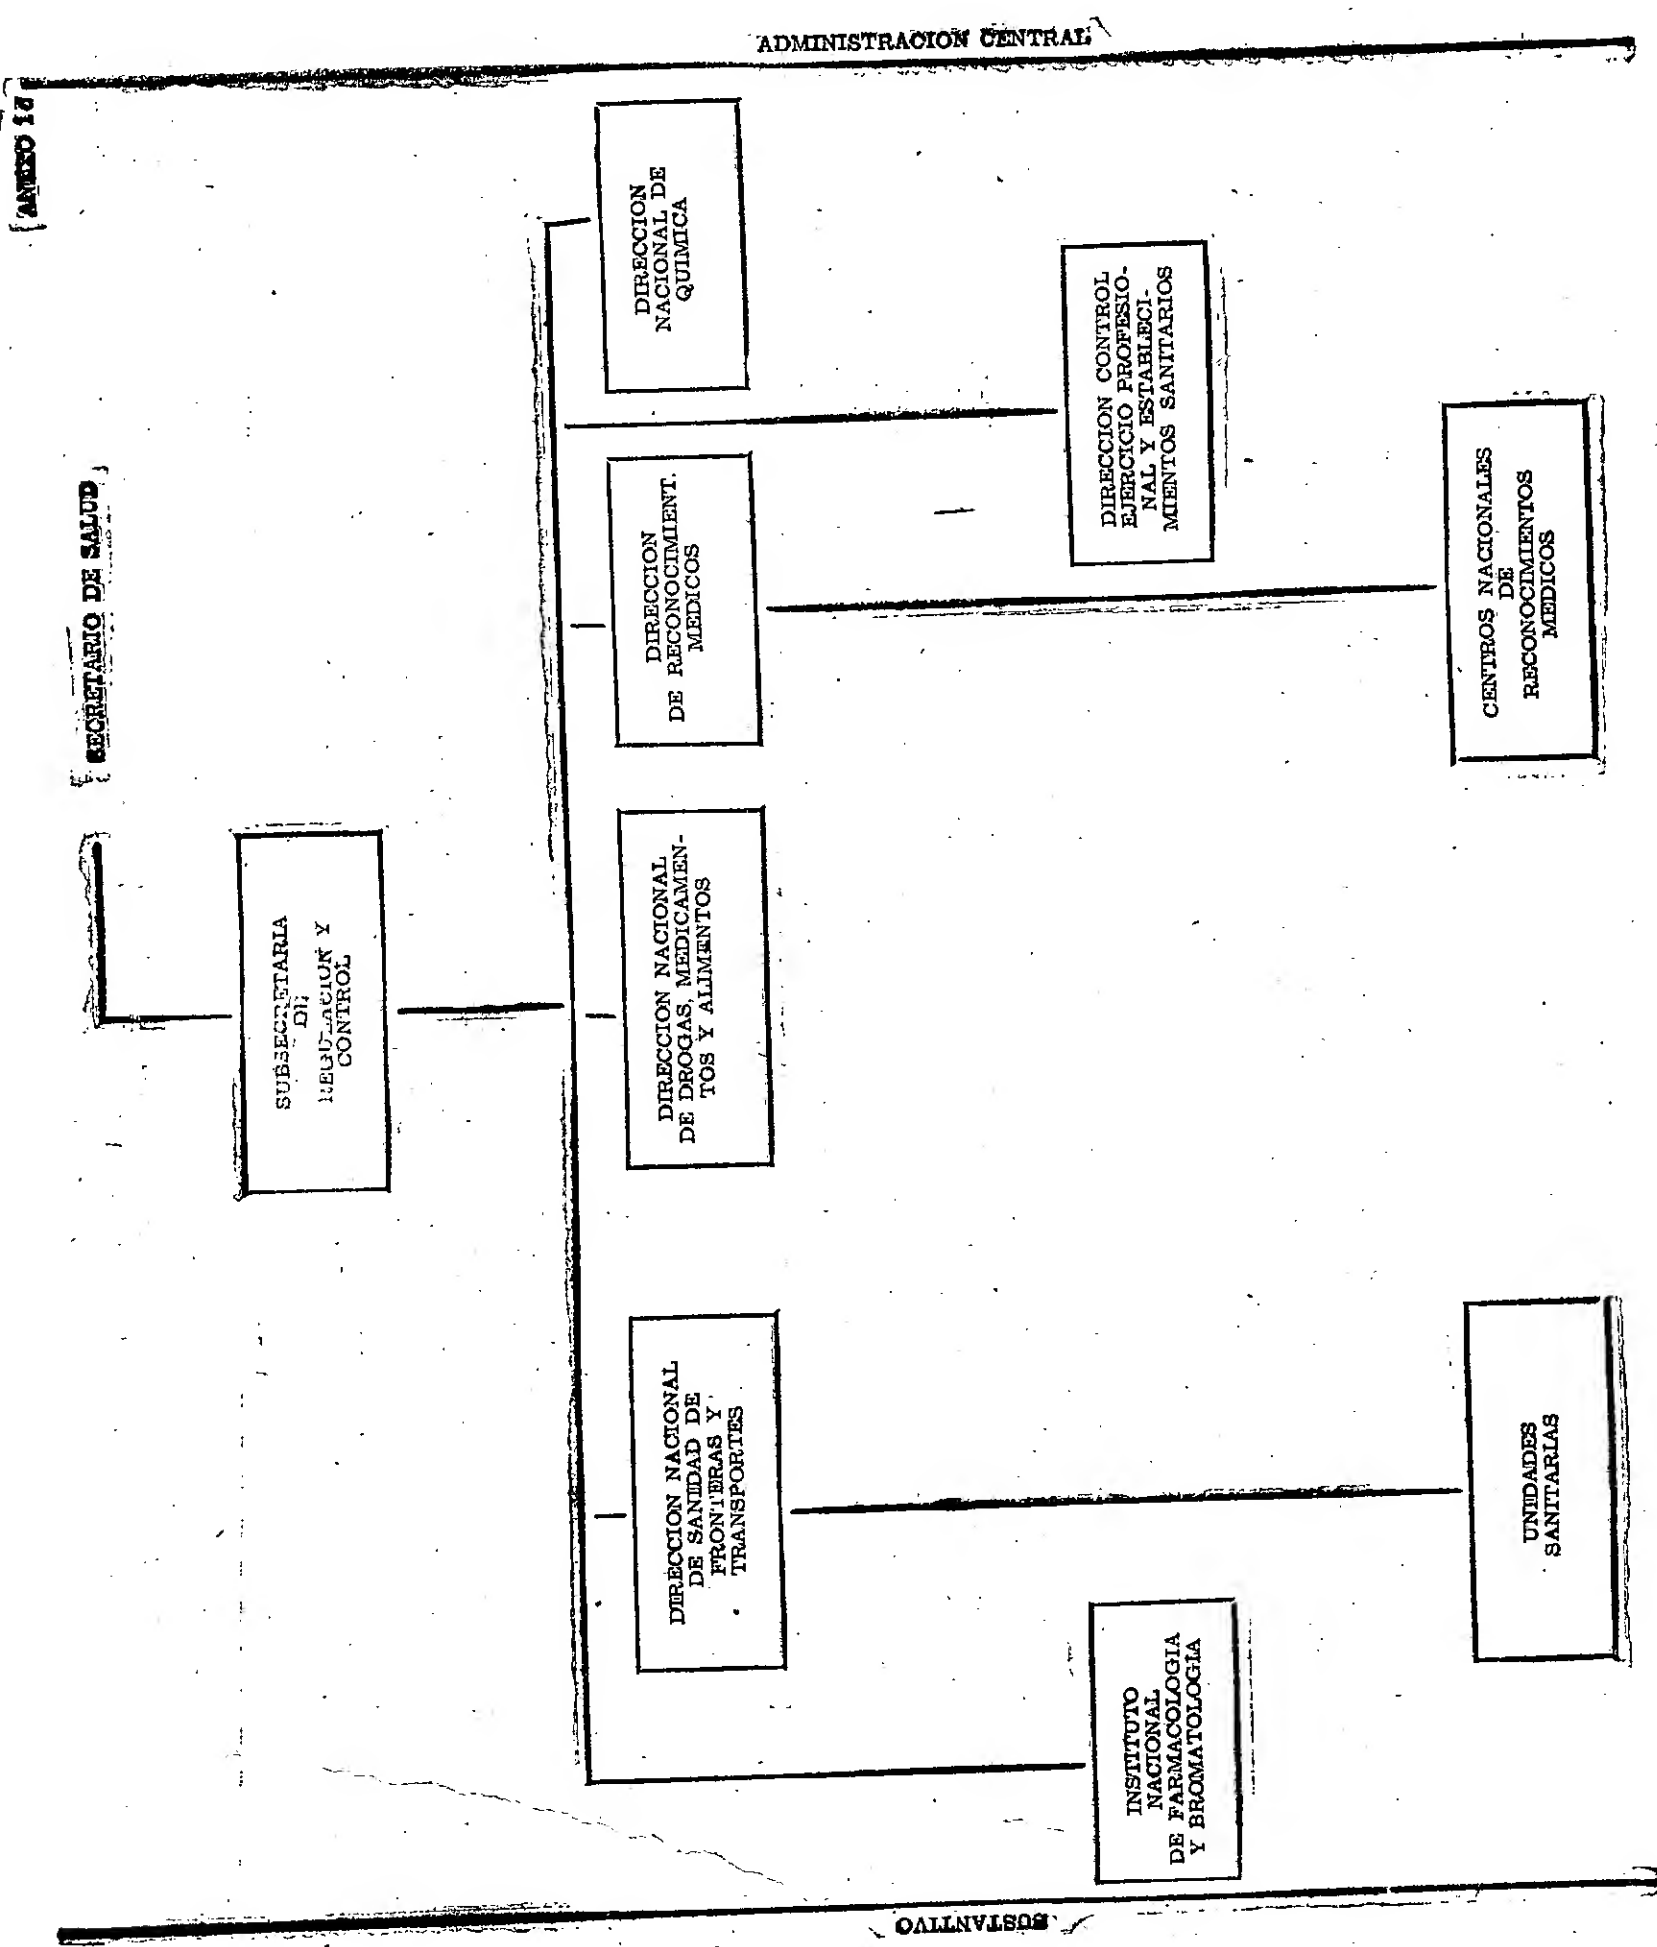 ADMINISTRACION CENTRAL
SECRETARIO DE SALUD
SUBSECRETARIA
DE
REGULACION Y
CONTROL
INSTITUTO
NACIONAL
DE FARMACOLOGIA
Y BROMATOLOGIA
DIRECCION NACIONAL
DE SANIDAD DE
FRONTERAS Y
TRANSPORTES
DIRECCION NACIONAL
DE DROGAS, MEDICAMEN-
TOS Y ALIMENTOS
DIRECCION
DE RECONOCIMIENT.
MEDICOS
DIRECCION CONTROL
EJERCICIO PROFESIO-
NAL Y ESTABLECI-
MIENTOS SANITARIOS
DIRECCION
NACIONAL DE
QUIMICA
UNIDADES
SANITARIAS
CENTROS NACIONALES
DE
RECONOCIMIENTOS
MEDICOS
SUSTANTIVO
ANEXO